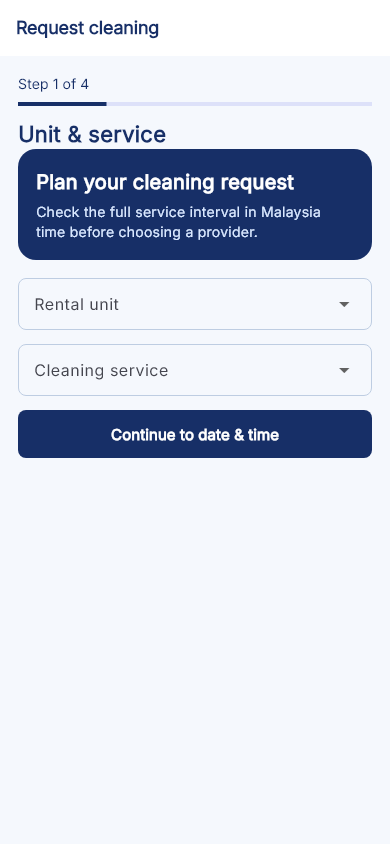 Request cleaning
Step 1 of 4
Unit & service
Plan your cleaning request
Check the full service interval in Malaysia
time before choosing a provider.
Rental unit
Cleaning service
Continue to date & time